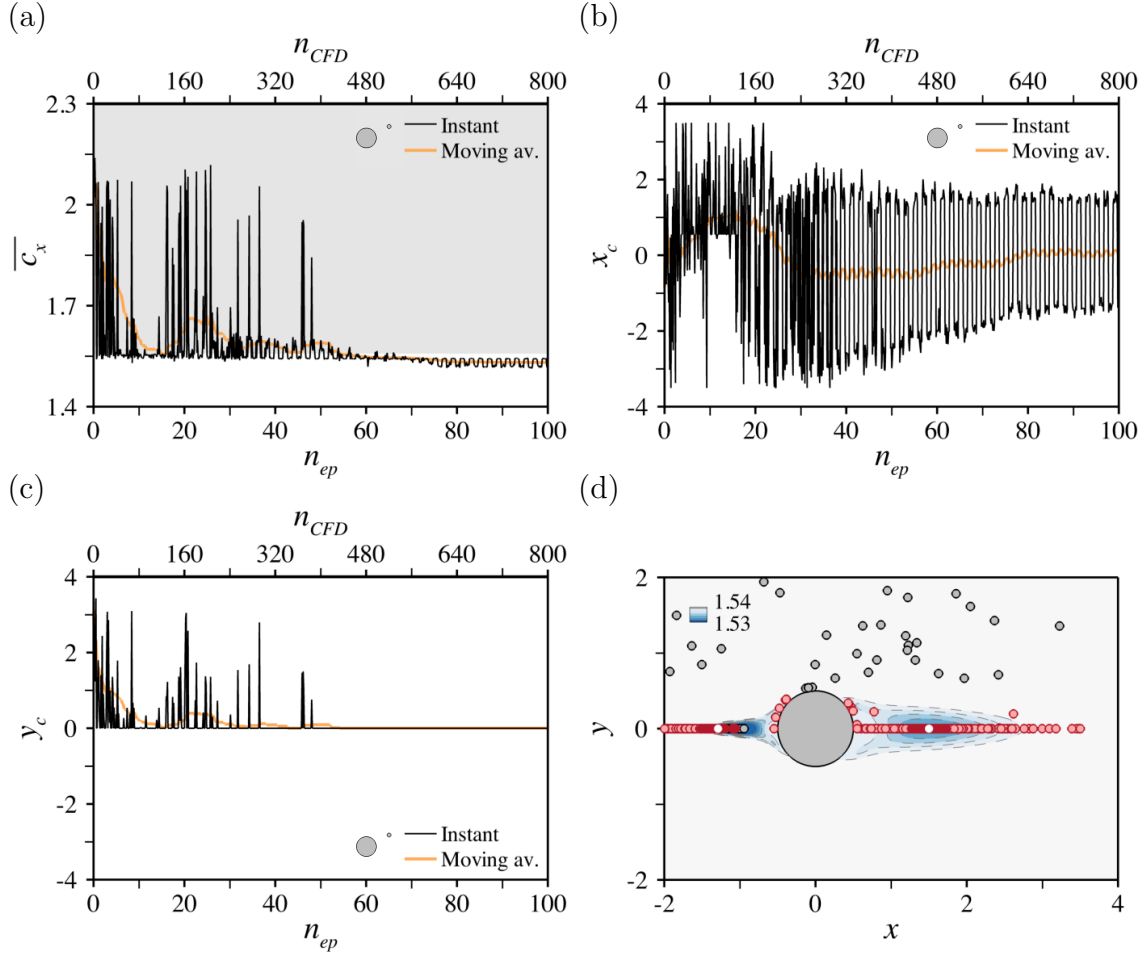 (a)
n_CFD
0 160 320 480 640 800
2.3
2
1.7
1.4
c_x
Instant
Moving av.
0 20 40 60 80 100
n_ep
(b)
n_CFD
0 160 320 480 640 800
4
2
0
-2
-4
x_c
Instant
Moving av.
0 20 40 60 80 100
n_ep
(c)
n_CFD
0 160 320 480 640 800
4
2
0
-2
-4
y_c
Instant
Moving av.
0 20 40 60 80 100
n_ep
(d)
2
0
-2
y
1.54
1.53
-2 0 2 4
x